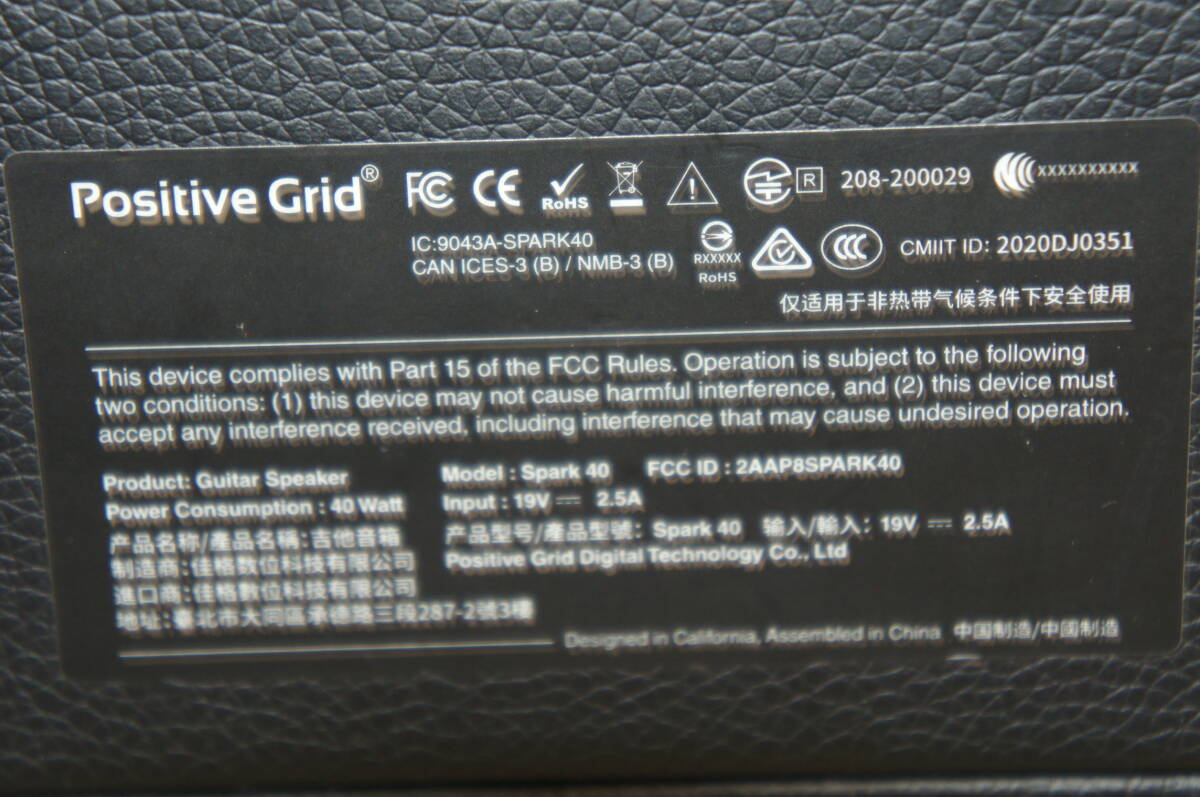 Positive Grid®
FC CE RoHS R 208-200029 XXXXXXXXXX
IC:9043A-SPARK40
CAN ICES-3 (B) / NMB-3 (B)
RXXXXX
RoHS
CCC CMIIT ID: 2020DJ0351
仅适用于非热带气候条件下安全使用
This device complies with Part 15 of the FCC Rules. Operation is subject to the following
two conditions: (1) this device may not cause harmful interference, and (2) this device must
accept any interference received, including interference that may cause undesired operation.
Product: Guitar Speaker
Power Consumption : 40 Watt
产品名称/產品名稱:吉他音箱
制造商:佳格數位科技有限公司
進口商:佳格數位科技有限公司
地址:臺北市大同區承德路三段287-2號3樓
Model : Spark 40 FCC ID : 2AAP8SPARK40
Input : 19V ⎓ 2.5A
产品型号/產品型號: Spark 40 输入/輸入: 19V ⎓ 2.5A
Positive Grid Digital Technology Co., Ltd
Designed in California, Assembled in China 中国制造/中國制造